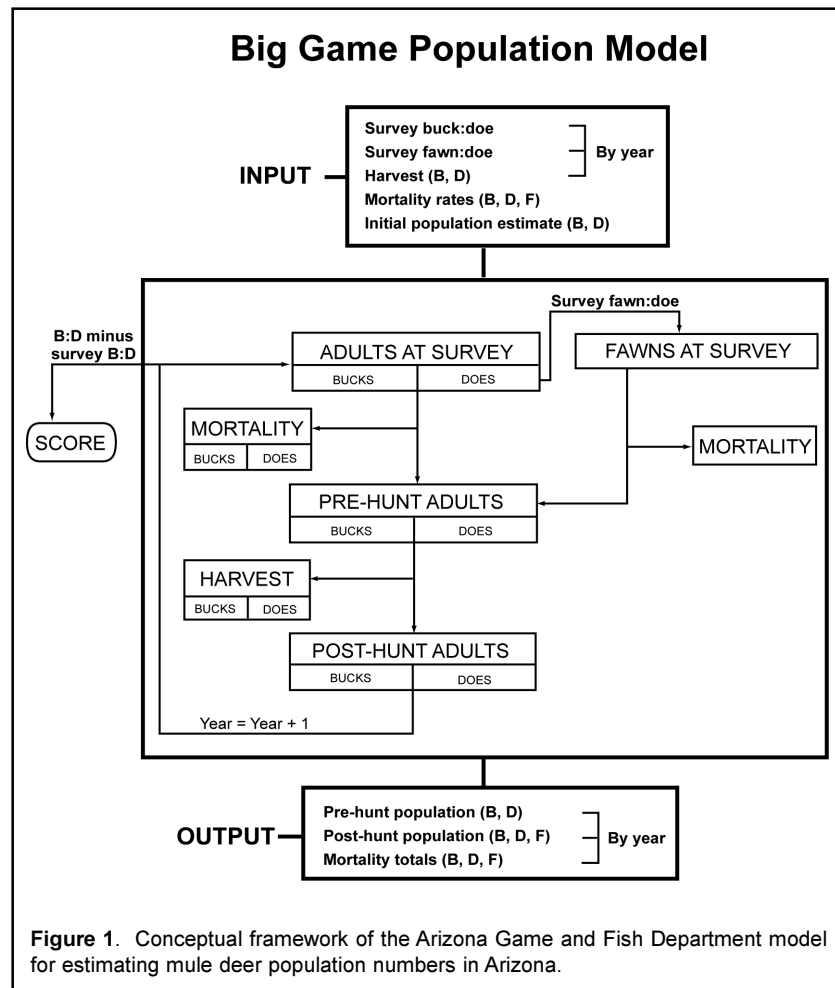 Big Game Population Model
INPUT
Survey buck:doe
Survey fawn:doe
Harvest (B, D)
By year
Mortality rates (B, D, F)
Initial population estimate (B, D)
B:D minus
survey B:D
SCORE
Survey fawn:doe
ADULTS AT SURVEY
BUCKS DOES
FAWNS AT SURVEY
MORTALITY
BUCKS DOES
MORTALITY
PRE-HUNT ADULTS
BUCKS DOES
HARVEST
BUCKS DOES
POST-HUNT ADULTS
BUCKS DOES
Year = Year + 1
OUTPUT
Pre-hunt population (B, D)
Post-hunt population (B, D, F)
Mortality totals (B, D, F)
By year
Figure 1. Conceptual framework of the Arizona Game and Fish Department model
for estimating mule deer population numbers in Arizona.